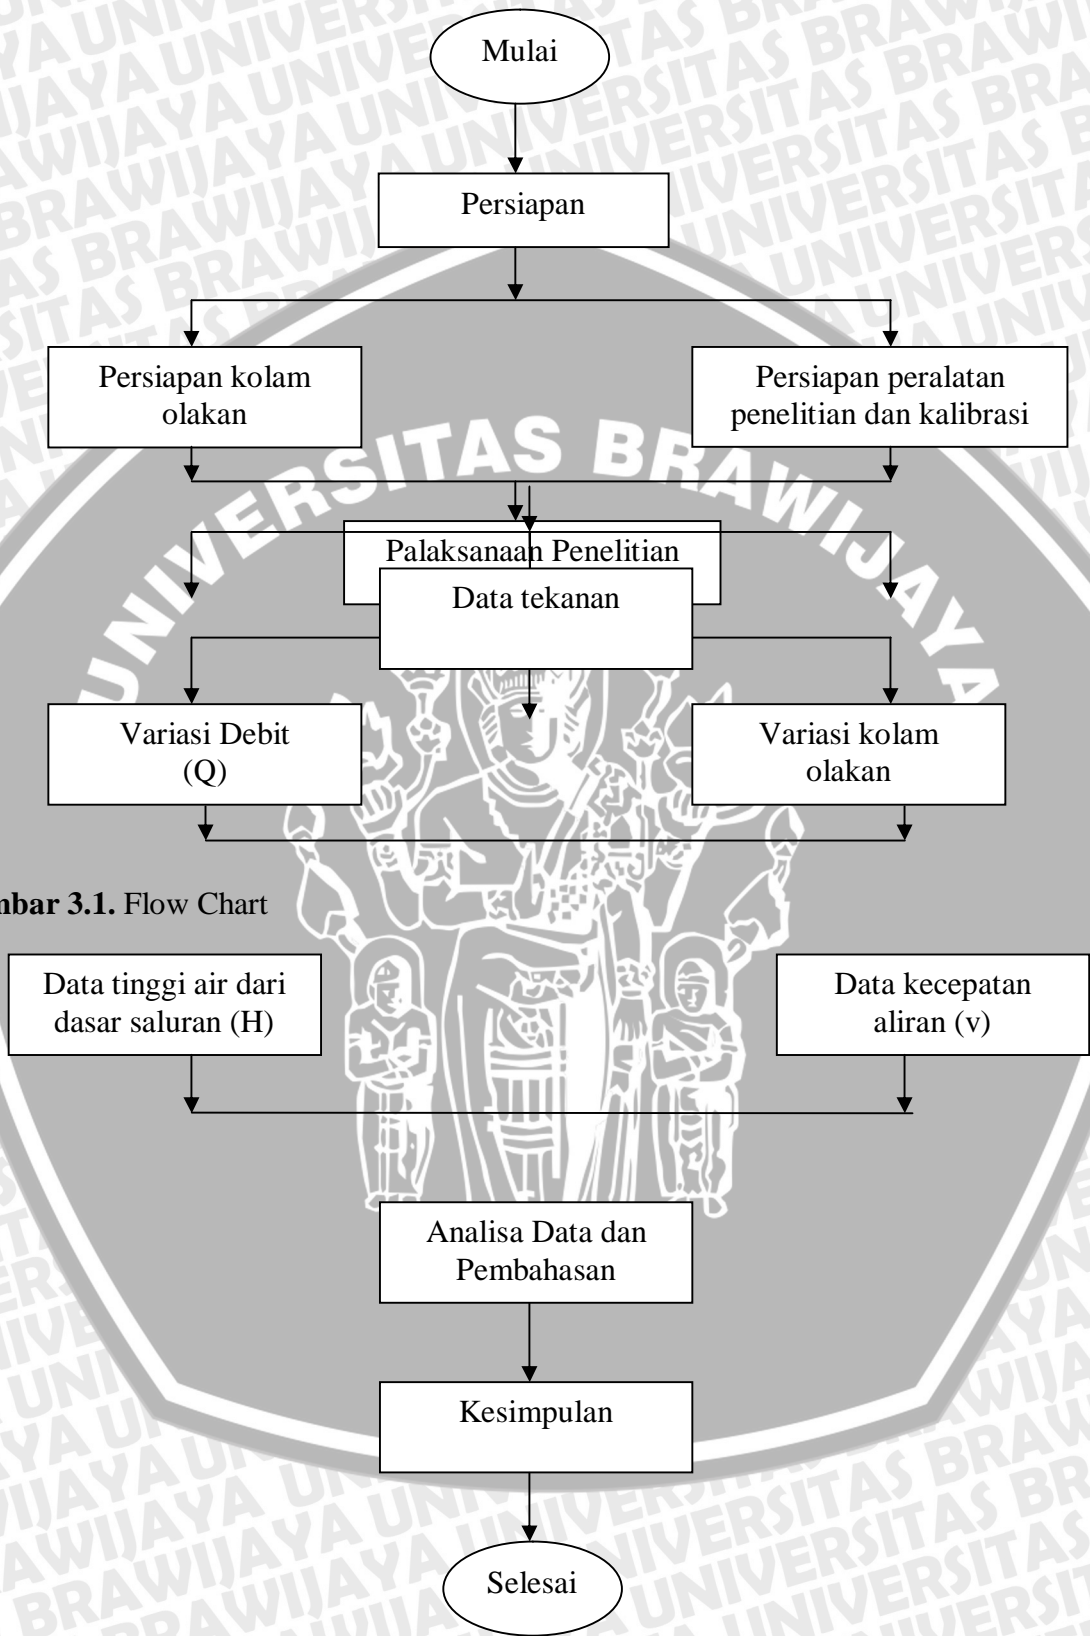 Mulai
Persiapan
Persiapan kolam
olakan
Persiapan peralatan
penelitian dan kalibrasi
UNIVERSITAS BRAWIJAYA
Palaksanaan Penelitian
Data tekanan
Variasi Debit
(Q)
Variasi kolam
olakan
mbar 3.1. Flow Chart
Data tinggi air dari
dasar saluran (H)
Data kecepatan
aliran (v)
Analisa Data dan
Pembahasan
Kesimpulan
Selesai